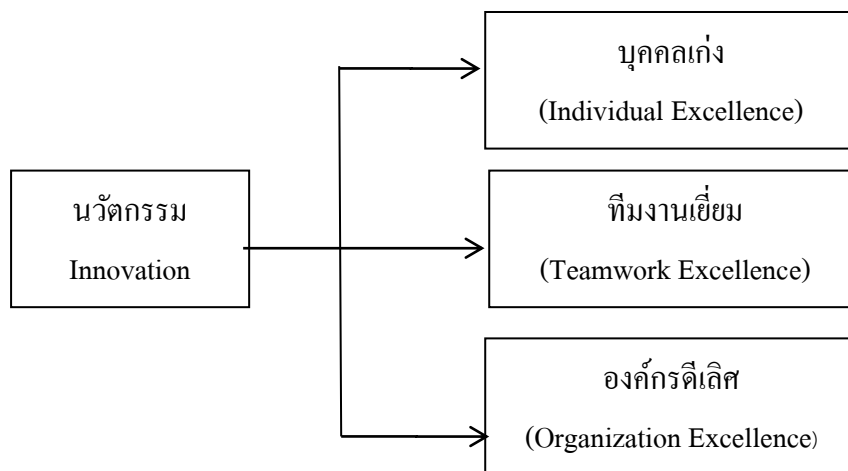 บุคคลเก่ง
(Individual Excellence)
นวัตกรรม
Innovation
ทีมงานเยี่ยม
(Teamwork Excellence)
องค์กรดีเลิศ
(Organization Excellence)